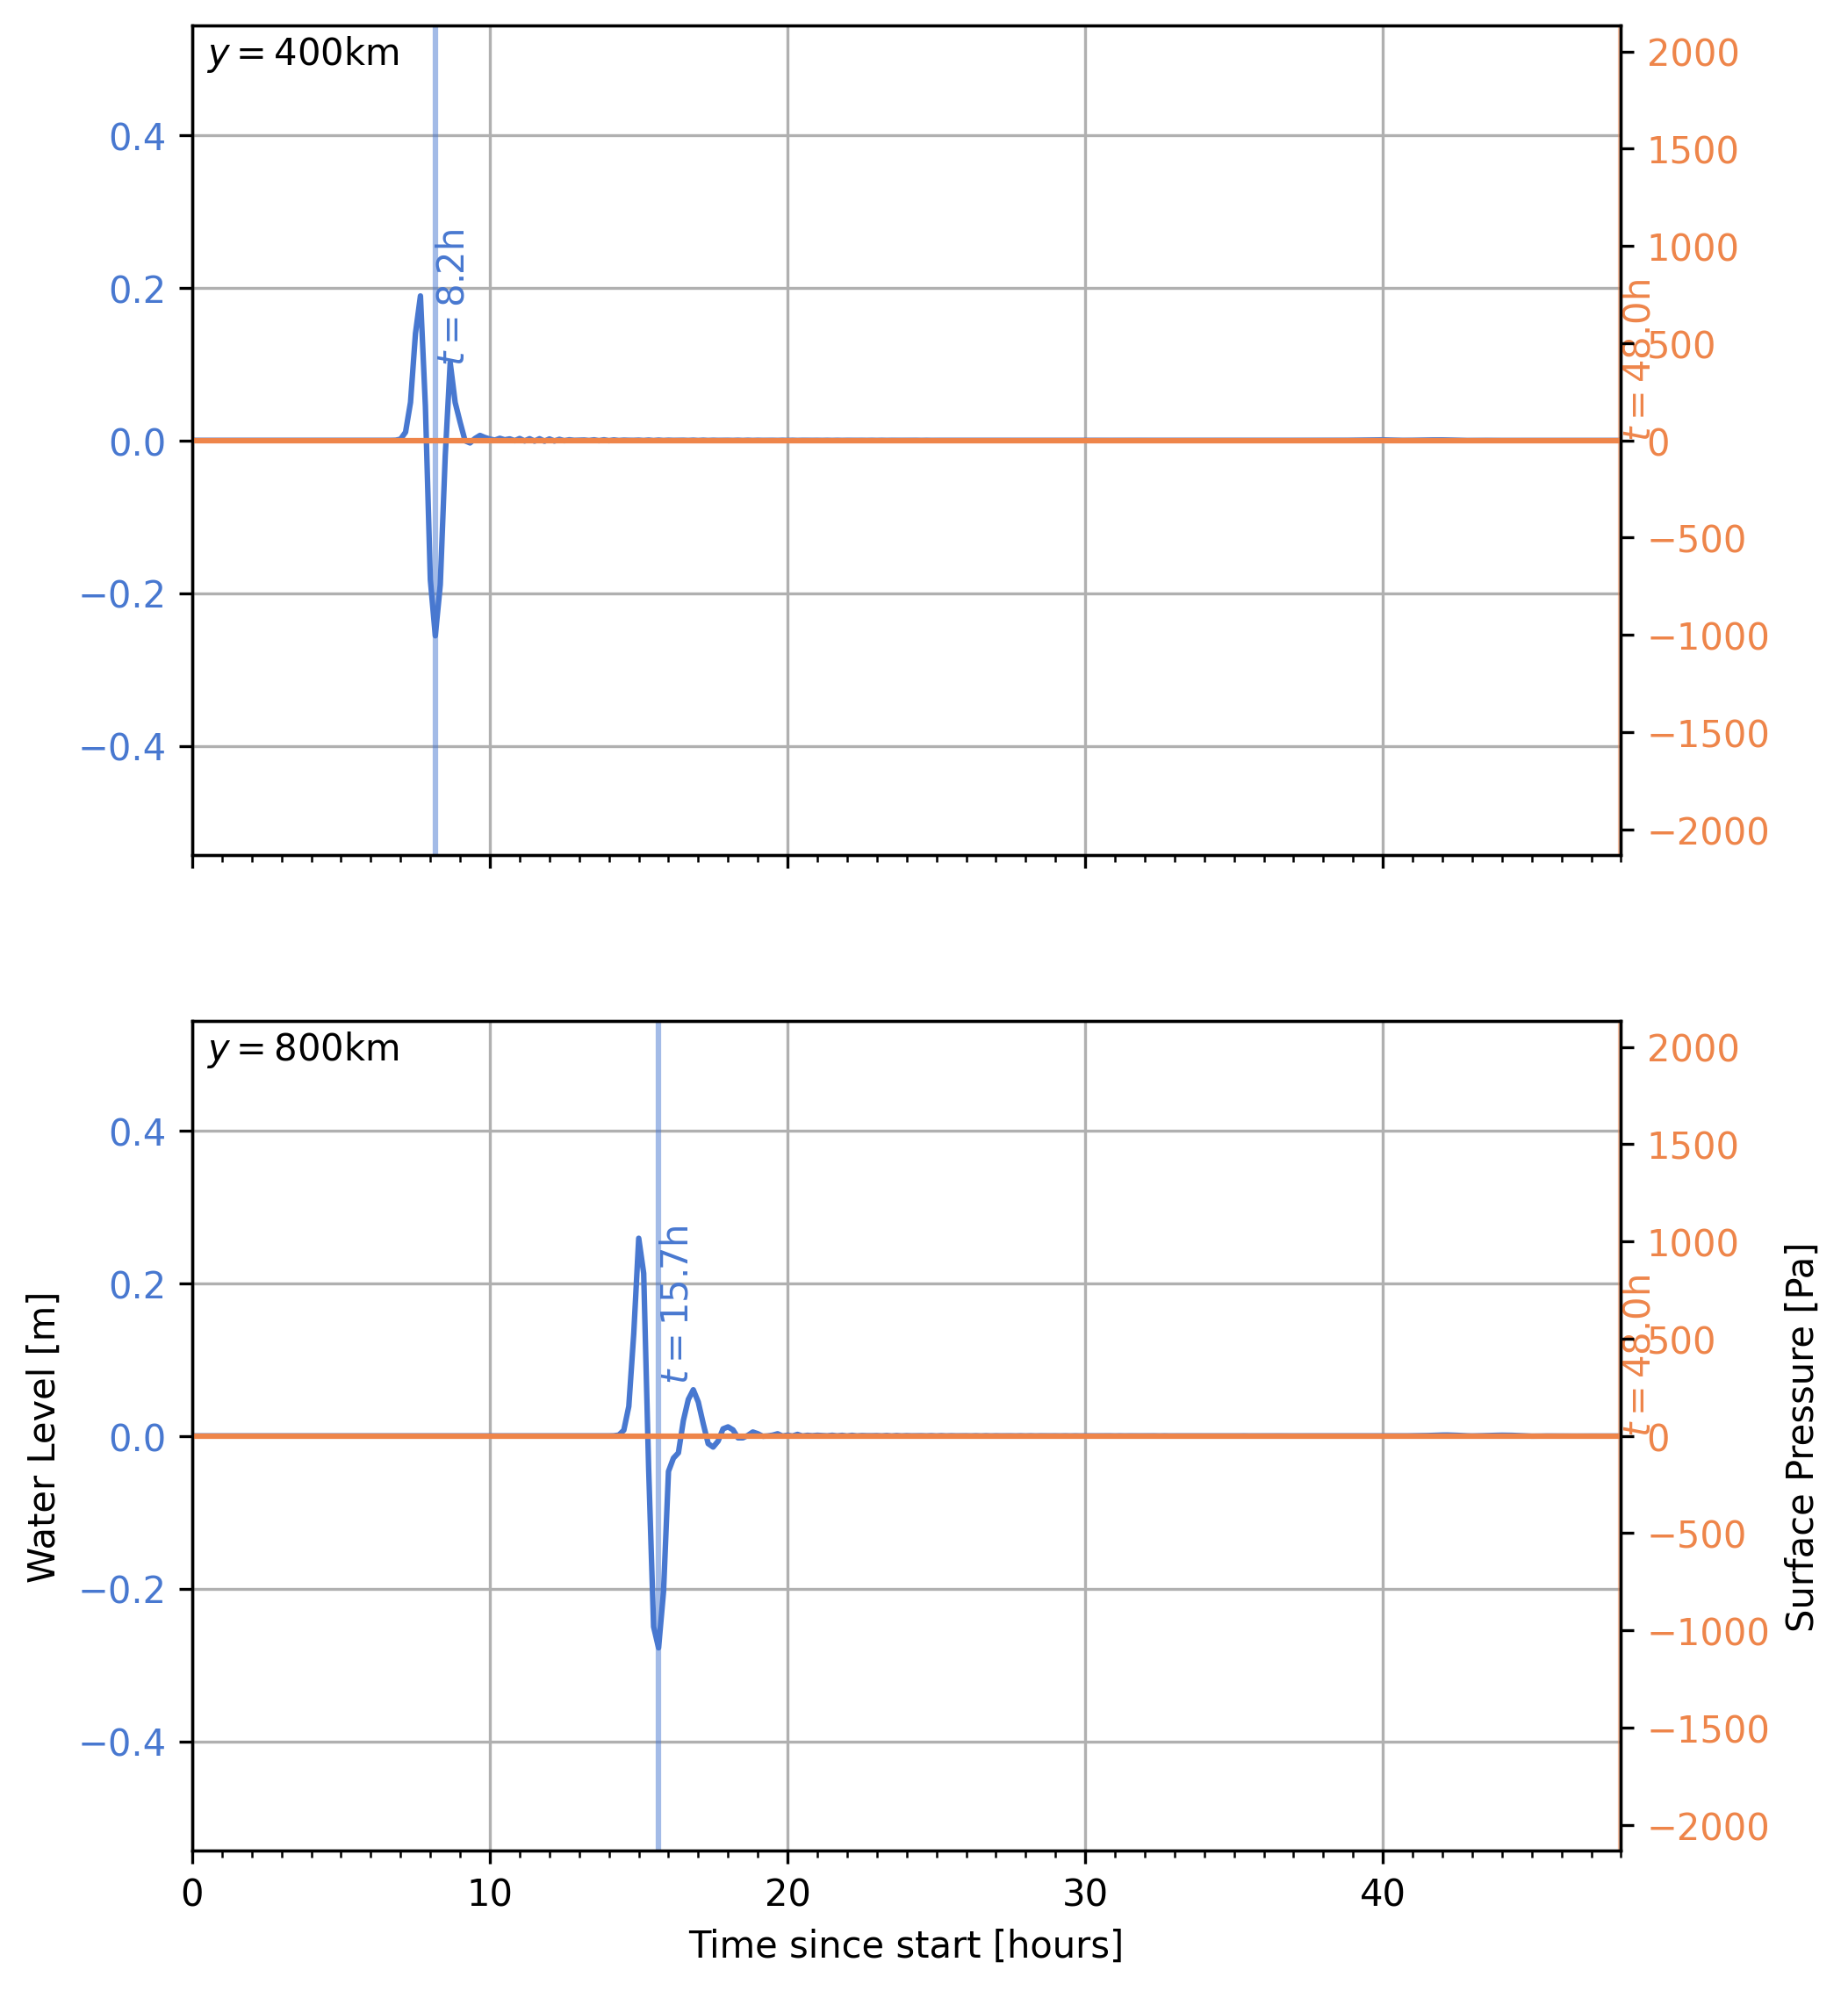 y = 400km
0.4
0.2
0.0
−0.2
−0.4
t = 8.2h
t = 48.0h
2000
1500
1000
500
0
−500
−1000
−1500
−2000
y = 800km
0.4
0.2
0.0
−0.2
−0.4
Water Level [m]
t = 15.7h
t = 48.0h
2000
1500
1000
500
0
−500
−1000
−1500
−2000
Surface Pressure [Pa]
0 10 20 30 40
Time since start [hours]